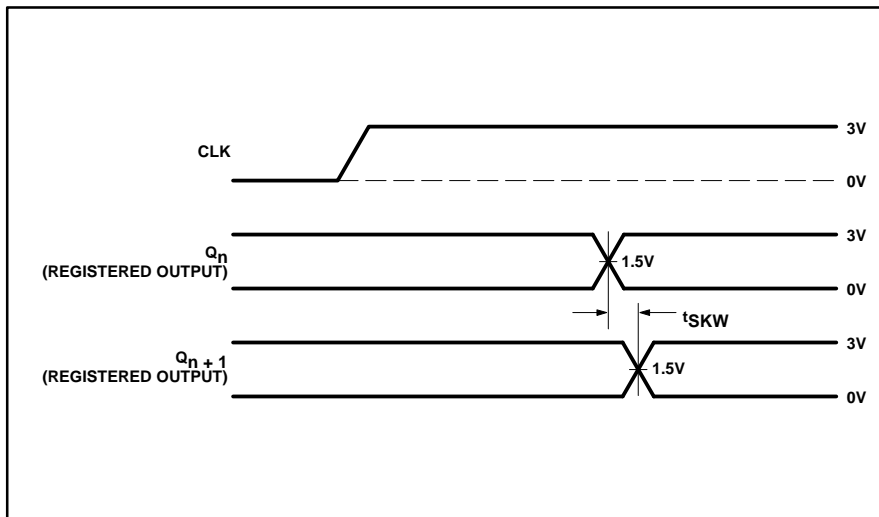 CLK
3V
0V
Qn
(REGISTERED OUTPUT)
3V
1.5V
0V
tSKW
Qn + 1
(REGISTERED OUTPUT)
3V
1.5V
0V